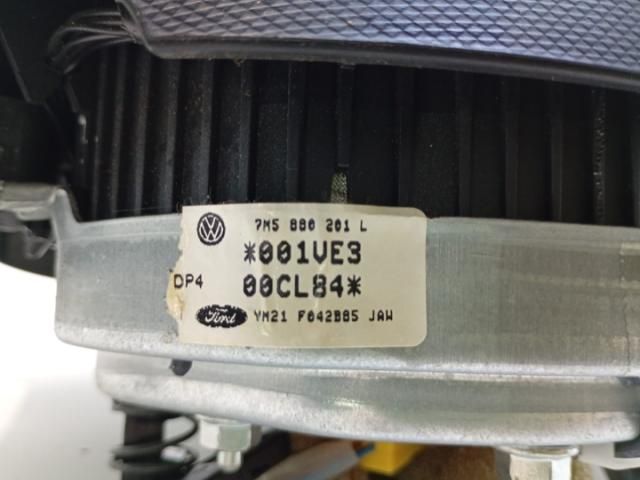 7M5 880 201 L
*001VE3
DP4
00CL84*
Ford YM21 F042B85 JAW